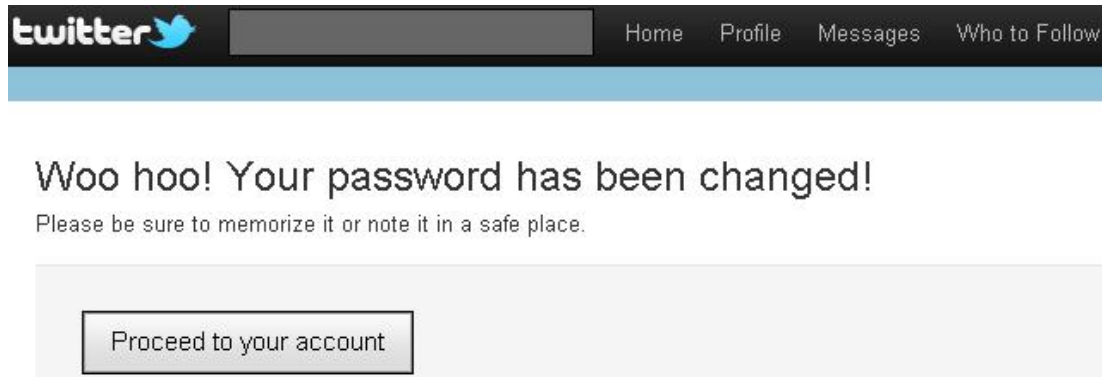 twitter Home Profile Messages Who to Follow
Woo hoo! Your password has been changed!
Please be sure to memorize it or note it in a safe place.
Proceed to your account